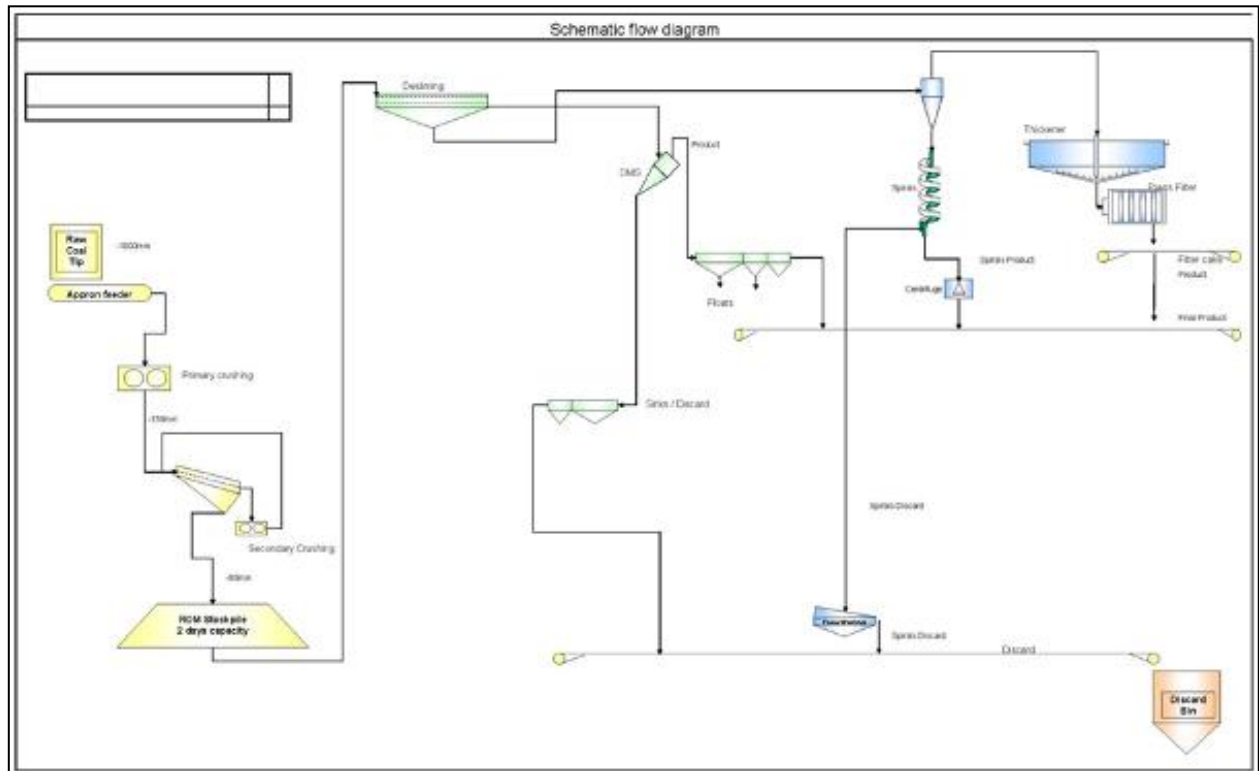 Schematic flow diagram
Desliming
Thickener
Product
DMS
Press Filter
Spirals
Raw
Coal
Tip
Filter cake
Product
Spirals Product
Appron feeder
Centrifuge
Floats
Final Product
Primary crushing
Sinks / Discard
Spirals Discard
Secondary Crushing
ROM Stockpile
2 days capacity
Spirals Discard
Discard
Discard
Bin